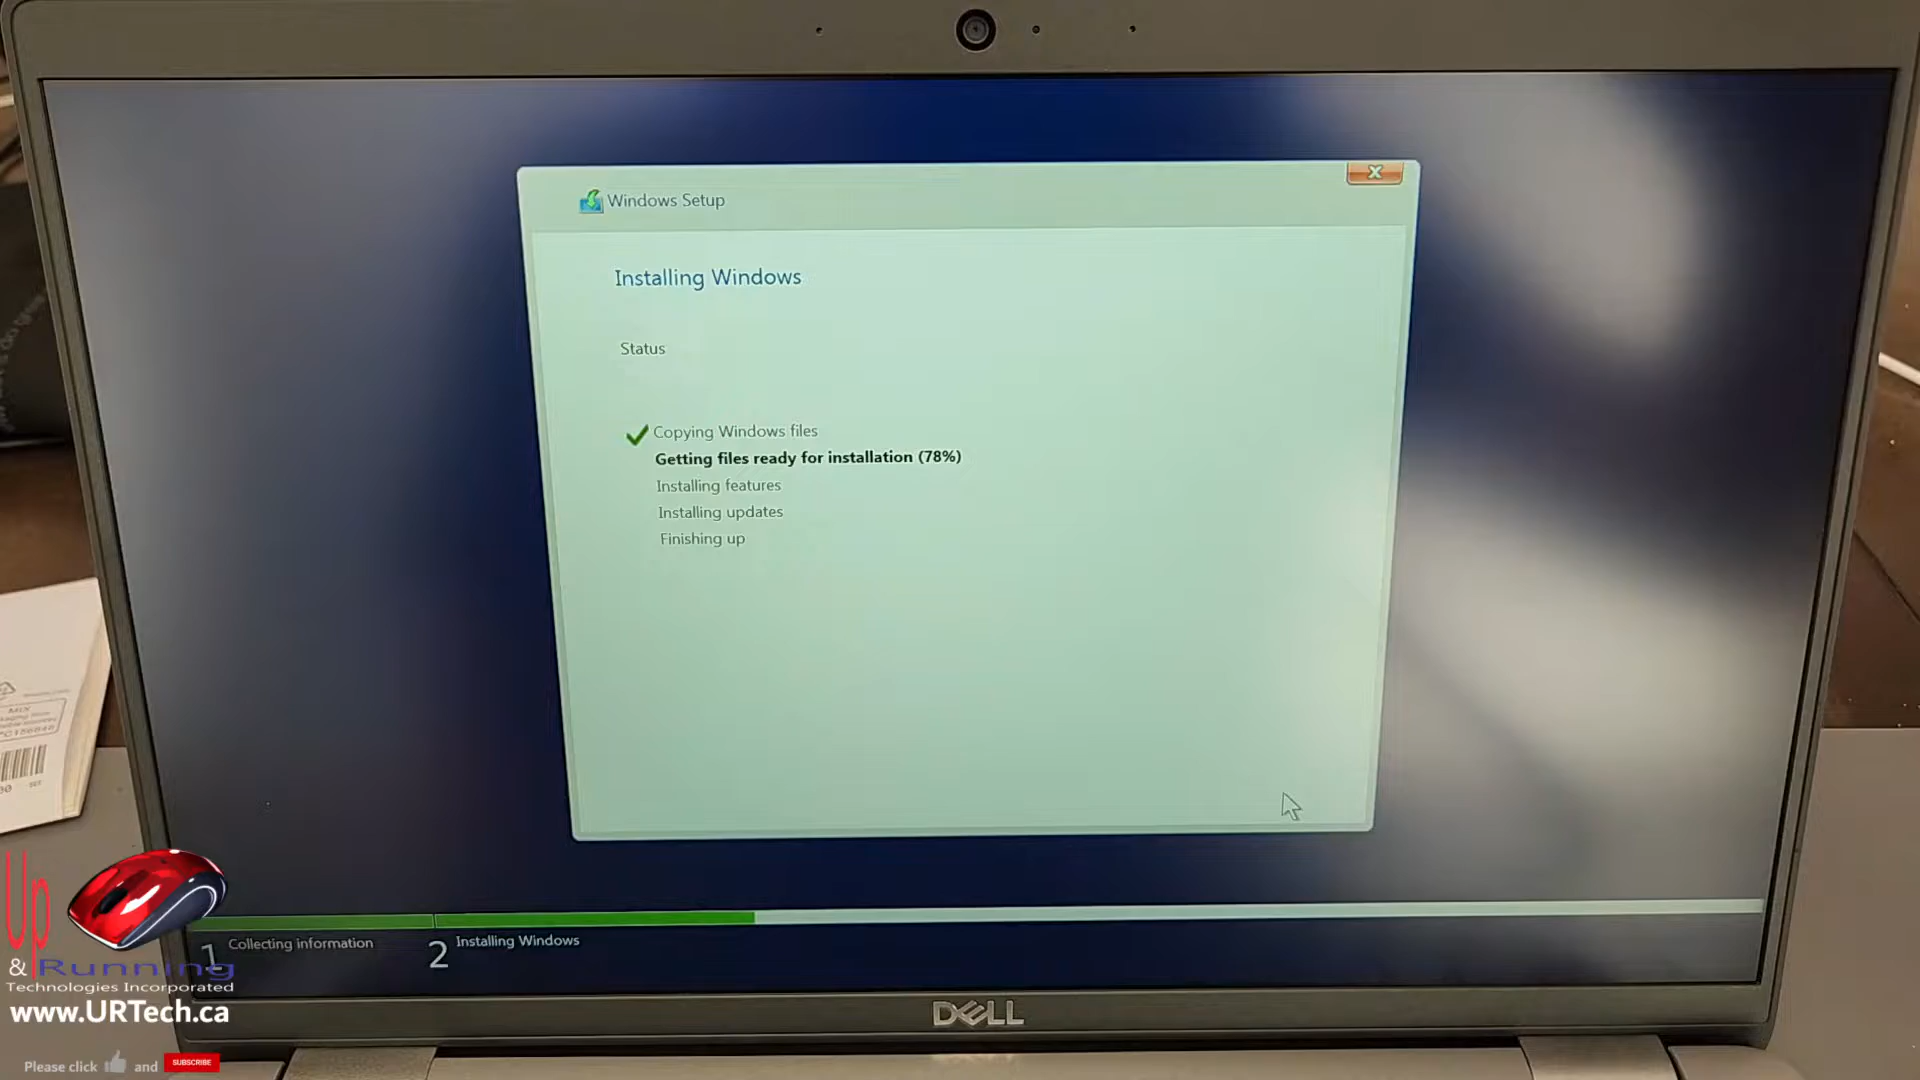 Windows Setup
x
Installing Windows
Status
Copying Windows files
Getting files ready for installation (78%)
Installing features
Installing updates
Finishing up
1 Collecting information
2 Installing Windows
DELL
Up
& Running
Technologies Incorporated
www.URTech.ca
Please click and SUBSCRIBE